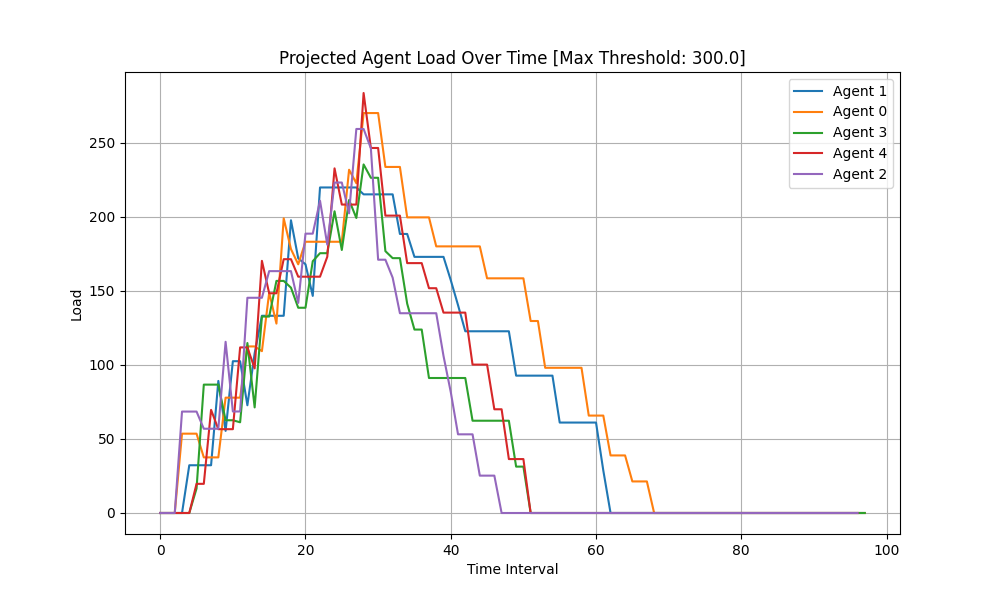 Projected Agent Load Over Time [Max Threshold: 300.0]
Agent 1
Agent 0
Agent 3
Agent 4
Agent 2
Load
250
200
150
100
50
0
0
20
40
60
80
100
Time Interval